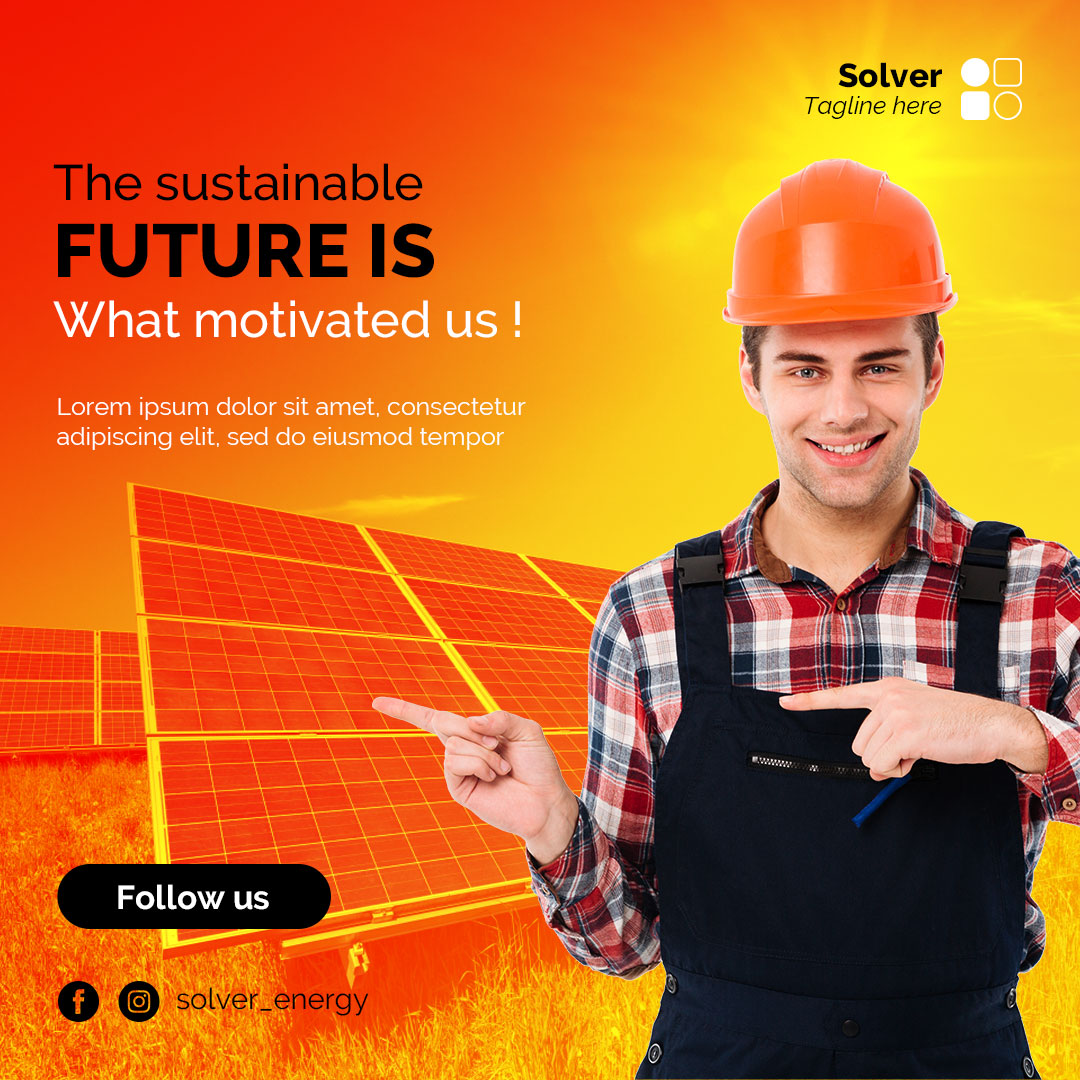 Solver
Tagline here
The sustainable
FUTURE IS
What motivated us !
Lorem ipsum dolor sit amet, consectetur
adipiscing elit, sed do eiusmod tempor
Follow us
solver_energy